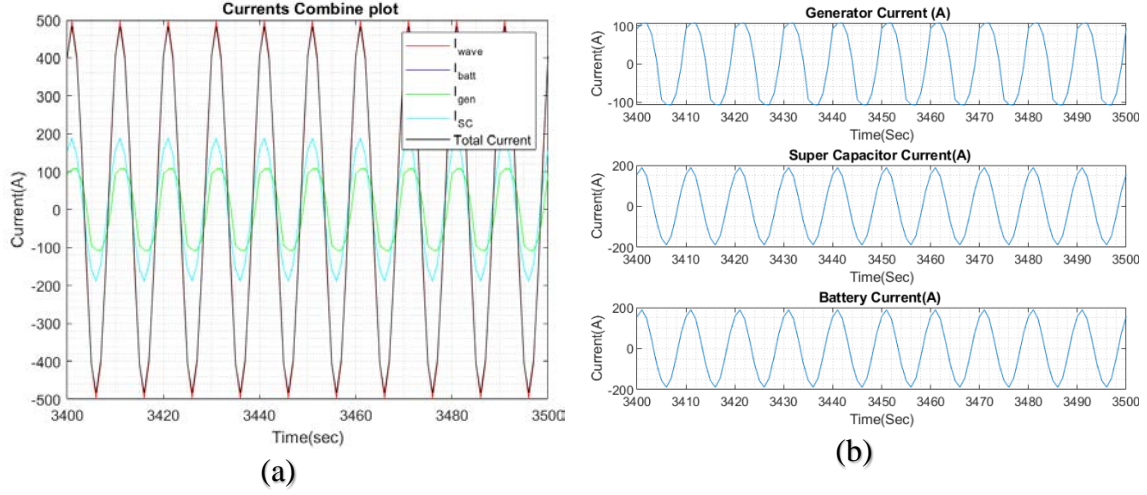 Currents Combine plot
500
400
300
200
100
0
-100
-200
-300
-400
-500
Current(A)
I_wave
I_batt
I_gen
I_SC
Total Current
3400 3420 3440 3460 3480 3500
Time(sec)
(a)
Generator Current (A)
100
0
-100
Current(A)
3400 3410 3420 3430 3440 3450 3460 3470 3480 3490 3500
Time(Sec)
Super Capacitor Current(A)
200
0
-200
Current(A)
3400 3410 3420 3430 3440 3450 3460 3470 3480 3490 3500
Time(Sec)
Battery Current(A)
200
0
-200
Current(A)
3400 3410 3420 3430 3440 3450 3460 3470 3480 3490 3500
Time(Sec)
(b)